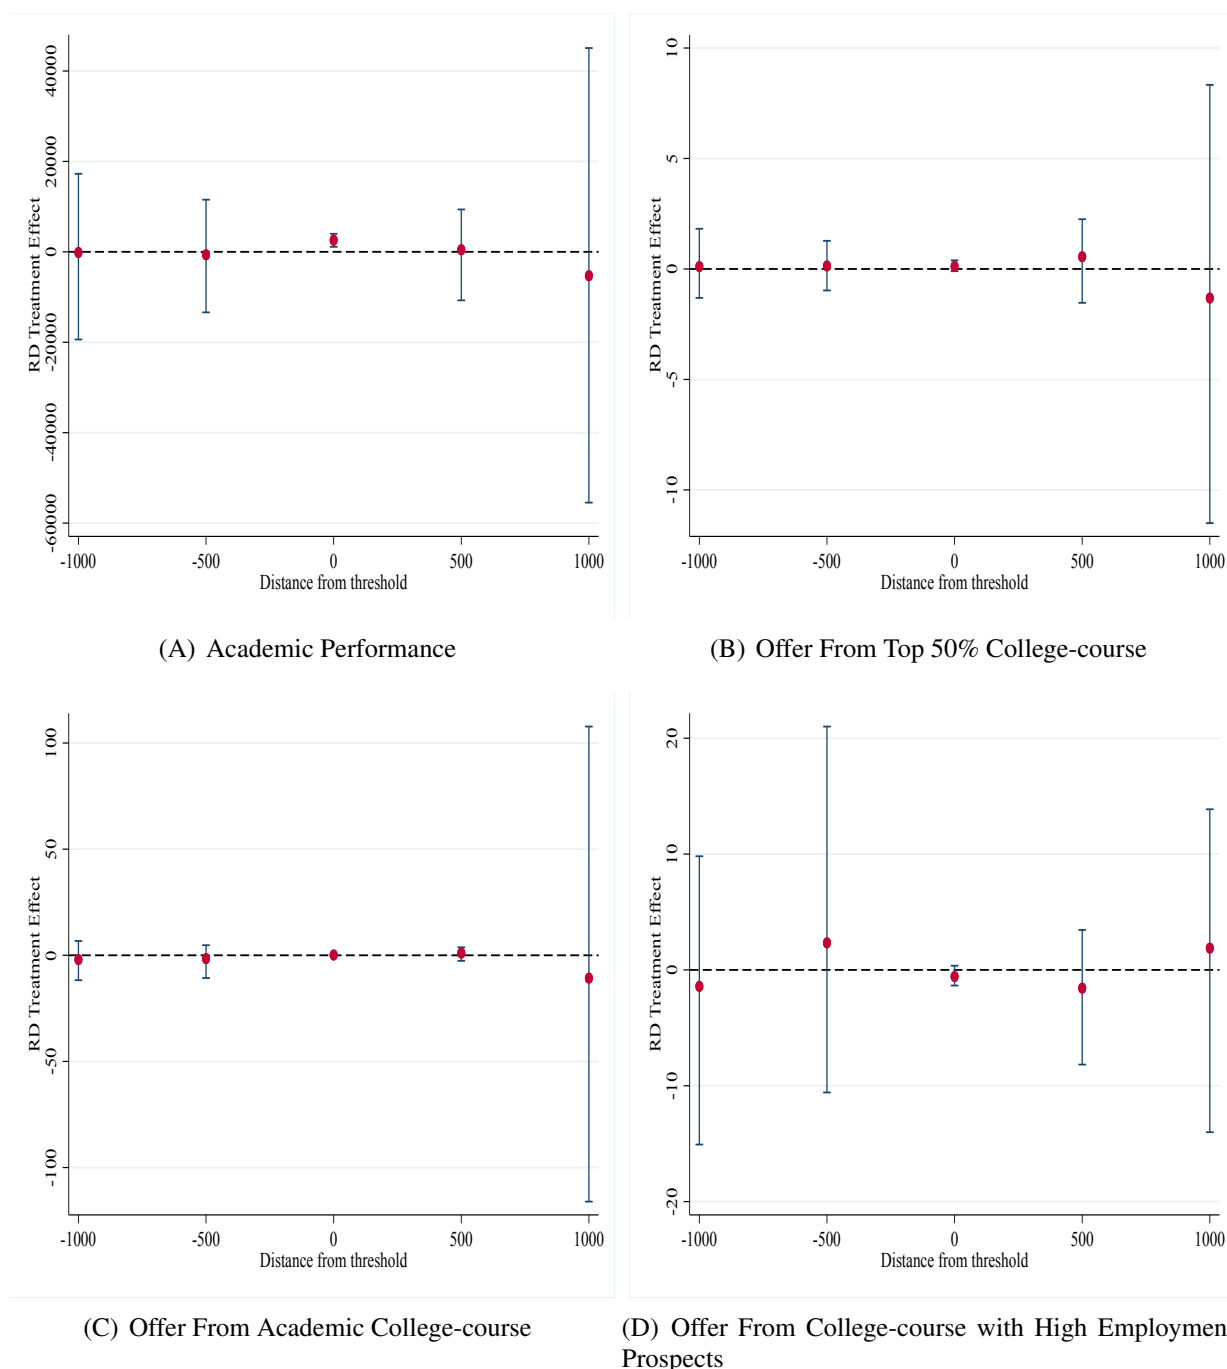 40000
20000
0
-20000
-40000
-60000
RD Treatment Effect
-1000 -500 0 500 1000
Distance from threshold
(A) Academic Performance
10
5
0
-5
-10
RD Treatment Effect
-1000 -500 0 500 1000
Distance from threshold
(B) Offer From Top 50% College-course
100
50
0
-50
-100
RD Treatment Effect
-1000 -500 0 500 1000
Distance from threshold
(C) Offer From Academic College-course
20
10
0
-10
-20
RD Treatment Effect
-1000 -500 0 500 1000
Distance from threshold
(D) Offer From College-course with High Employmen
Prospects